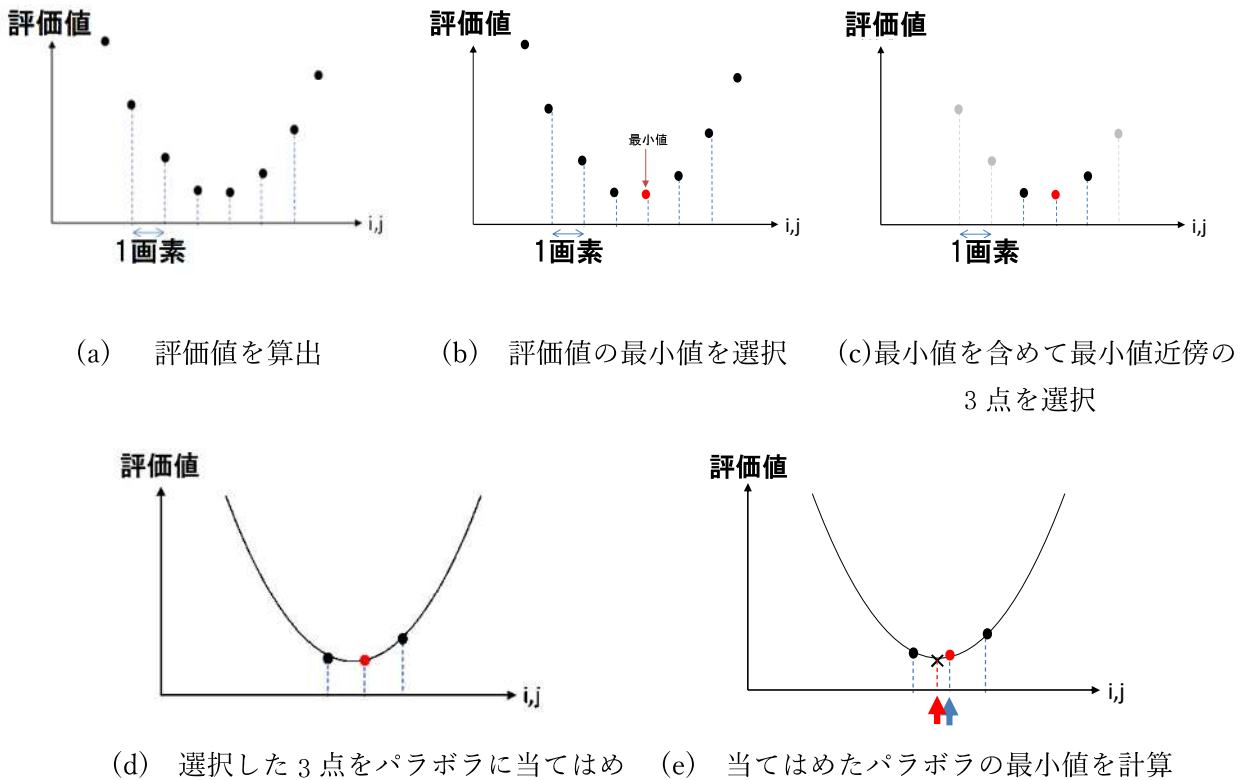 評価値
i,j
1画素
評価値
最小値
i,j
1画素
評価値
i,j
1画素
(a) 評価値を算出
(b) 評価値の最小値を選択
(c)最小値を含めて最小値近傍の
3 点を選択
評価値
i,j
評価値
i,j
(d) 選択した 3 点をパラボラに当てはめ
(e) 当てはめたパラボラの最小値を計算